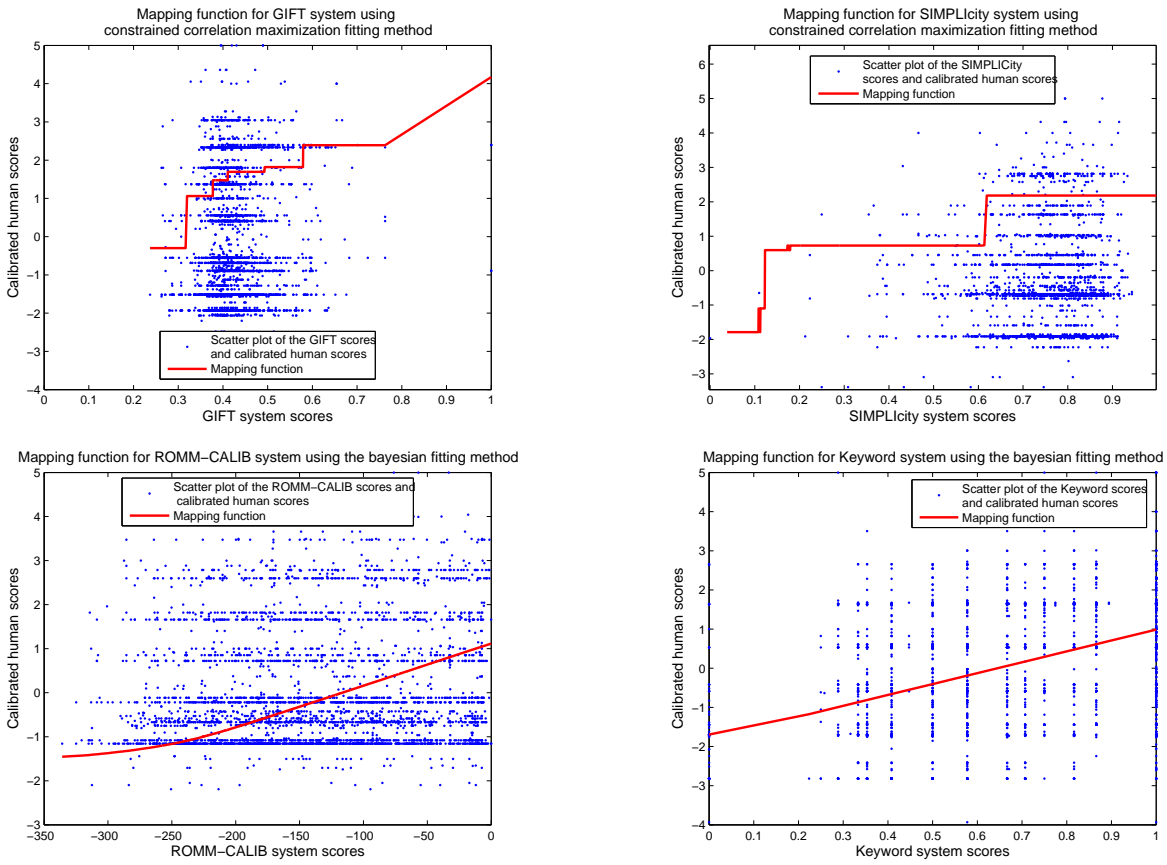 Mapping function for GIFT system using
constrained correlation maximization fitting method
5
4
3
2
1
0
−1
−2
−3
−4
Calibrated human scores
Scatter plot of the GIFT scores
and calibrated human scores
Mapping function
0 0.1 0.2 0.3 0.4 0.5 0.6 0.7 0.8 0.9 1
GIFT system scores
Mapping function for SIMPLIcity system using
constrained correlation maximization fitting method
6
5
4
3
2
1
0
−1
−2
−3
Calibrated human scores
Scatter plot of the SIMPLICity
scores and calibrated human scores
Mapping function
0 0.1 0.2 0.3 0.4 0.5 0.6 0.7 0.8 0.9
SIMPLIcity system scores
Mapping function for ROMM−CALIB system using the bayesian fitting method
5
4
3
2
1
0
−1
−2
−3
Calibrated human scores
Scatter plot of the ROMM−CALIB scores and
calibrated human scores
Mapping function
−350 −300 −250 −200 −150 −100 −50 0
ROMM−CALIB system scores
Mapping function for Keyword system using the bayesian fitting method
5
4
3
2
1
0
−1
−2
−3
−4
Calibrated human scores
Scatter plot of the Keyword scores
and calibrated human scores
Mapping function
0 0.1 0.2 0.3 0.4 0.5 0.6 0.7 0.8 0.9 1
Keyword system scores